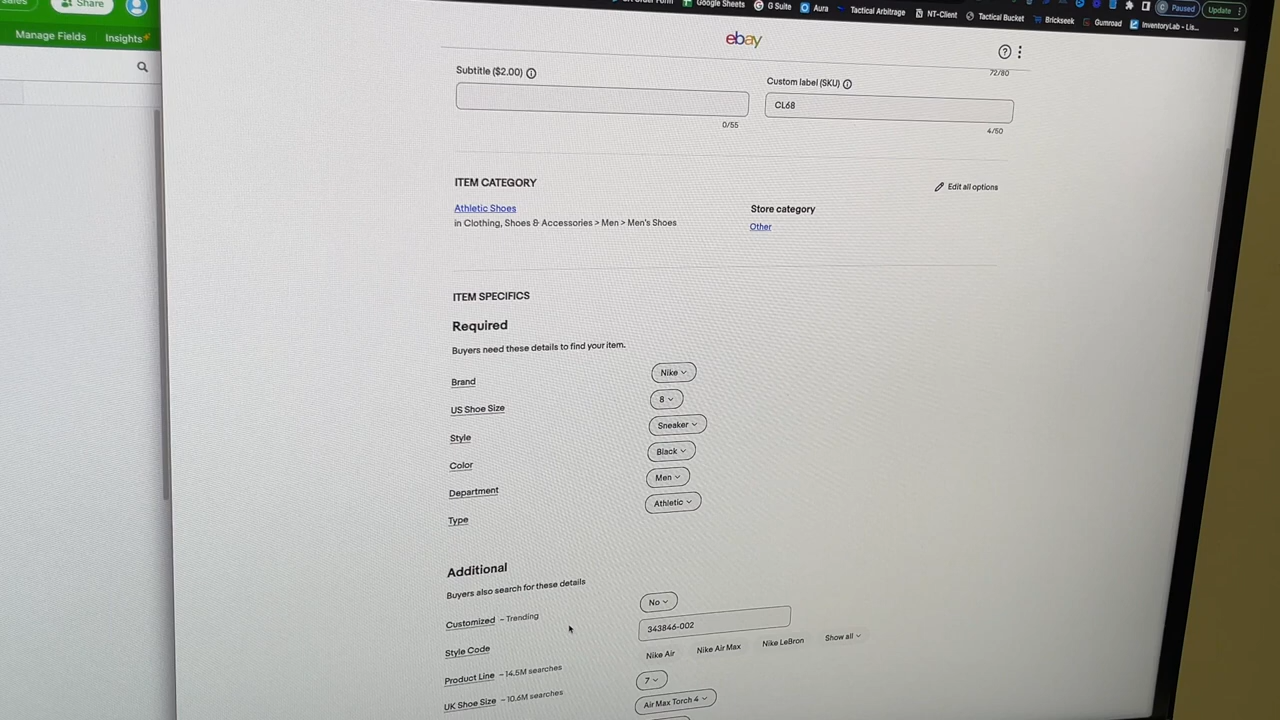 Share
Manage Fields Insights
Google Sheets G Suite Aura Tactical Arbitrage NT-Client Tactical Bucket Brickseek Gumroad InventoryLab - Lis...
C Paused Update
ebay
72/80
Subtitle ($2.00) Custom label (SKU)
CL68
0/55 4/50
ITEM CATEGORY Edit all options
Athletic Shoes Store category
in Clothing, Shoes & Accessories > Men > Men's Shoes Other
ITEM SPECIFICS
Required
Buyers need these details to find your item.
Brand Nike
US Shoe Size 8
Style Sneaker
Color Black
Department Men
Type Athletic
Additional
Buyers also search for these details
Customized - Trending No
Style Code 343846-002
Product Line - 14.5M searches Nike Air Nike Air Max Nike LeBron Show all
UK Shoe Size - 10.6M searches 7
Air Max Torch 4